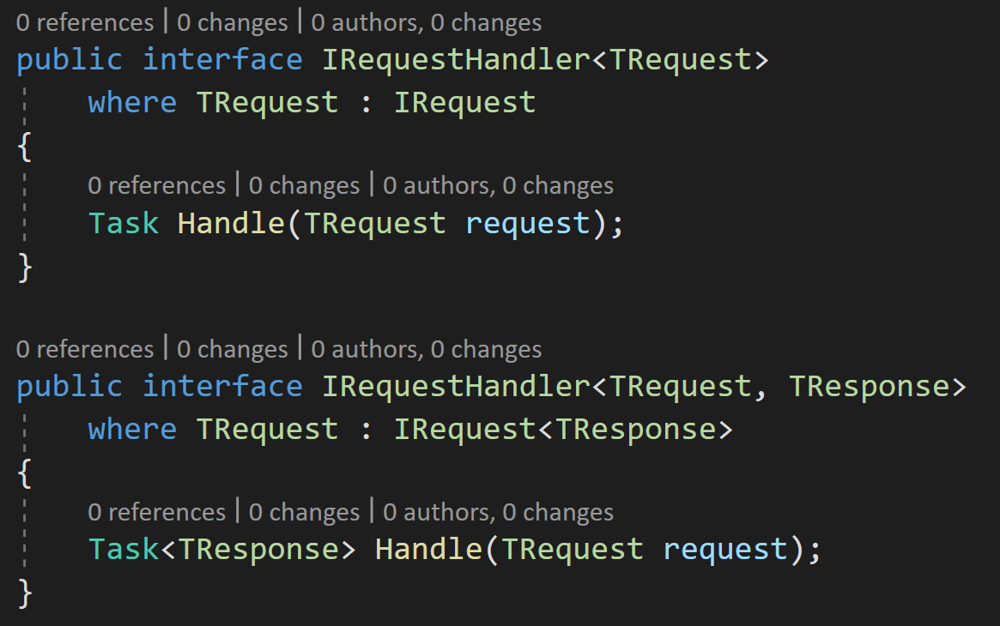 0 references | 0 changes | 0 authors, 0 changes
public interface IRequestHandler<TRequest>
    where TRequest : IRequest
{
    0 references | 0 changes | 0 authors, 0 changes
    Task Handle(TRequest request);
}
0 references | 0 changes | 0 authors, 0 changes
public interface IRequestHandler<TRequest, TResponse>
    where TRequest : IRequest<TResponse>
{
    0 references | 0 changes | 0 authors, 0 changes
    Task<TResponse> Handle(TRequest request);
}